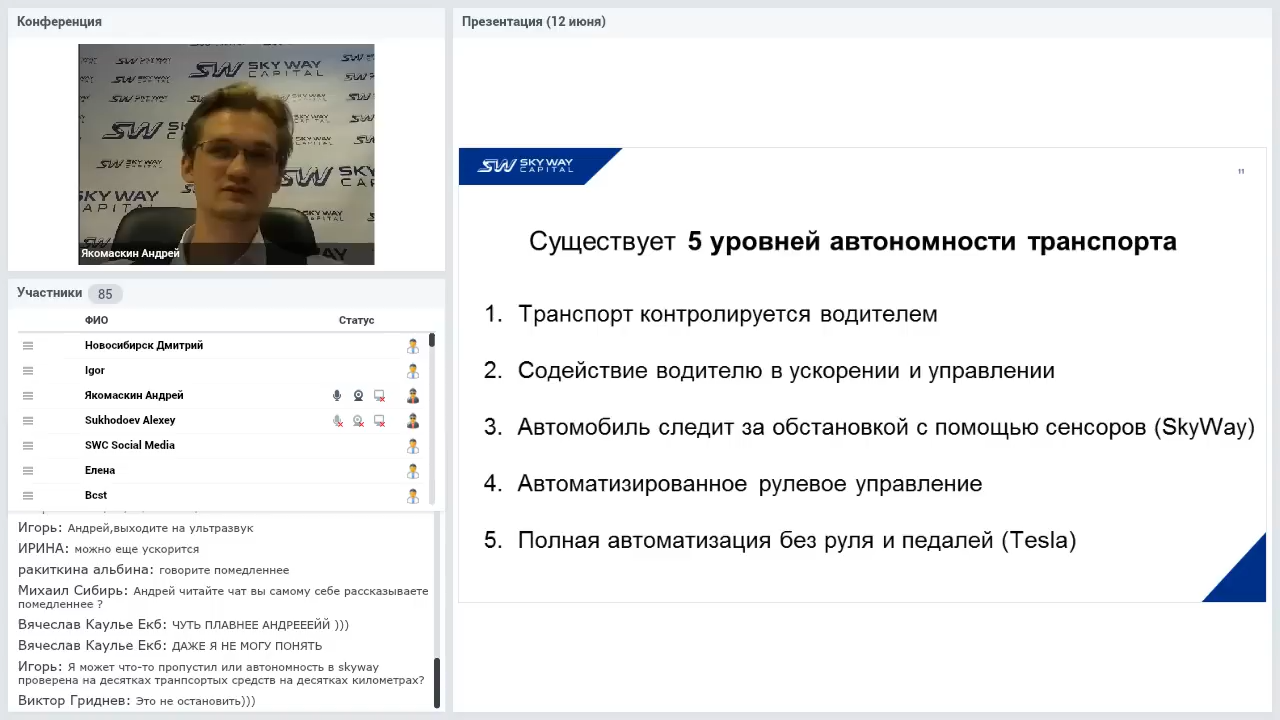 Конференция
SKY WAY
CAPITAL
Якомаскин Андрей
Участники 85
ФИО Статус
Новосибирск Дмитрий
Igor
Якомаскин Андрей
Sukhodoev Alexey
SWC Social Media
Елена
Bcst
Игорь: Андрей,выходите на ультразвук
ИРИНА: можно еще ускорится
ракиткина альбина: говорите помедленнее
Михаил Сибирь: Андрей читайте чат вы самому себе рассказываете
помедленнее ?
Вячеслав Каулье Екб: ЧУТЬ ПЛАВНЕЕ АНДРЕЕЕЙЙ )))
Вячеслав Каулье Екб: ДАЖЕ Я НЕ МОГУ ПОНЯТЬ
Игорь: Я может что-то пропустил или автономность в skyway
проверена на десятках транпсортых средств на десятках километрах?
Виктор Гриднев: Это не остановить)))
Презентация (12 июня)
SW SKY WAY
CAPITAL
11
Существует 5 уровней автономности транспорта
1. Транспорт контролируется водителем
2. Содействие водителю в ускорении и управлении
3. Автомобиль следит за обстановкой с помощью сенсоров (SkyWay)
4. Автоматизированное рулевое управление
5. Полная автоматизация без руля и педалей (Tesla)